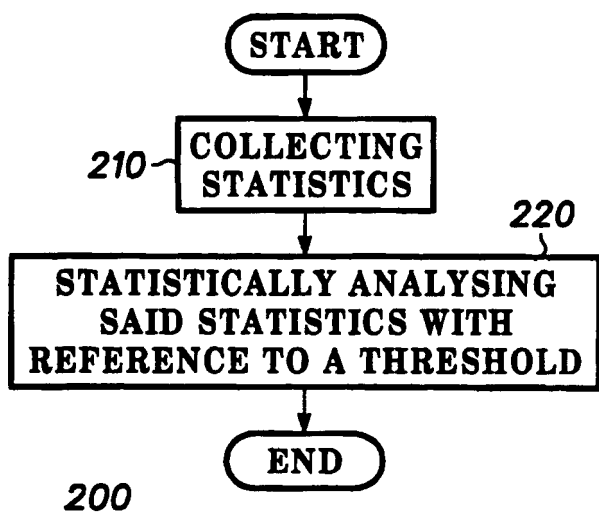 START
210
COLLECTING
STATISTICS
220
STATISTICALLY ANALYSING
SAID STATISTICS WITH
REFERENCE TO A THRESHOLD
END
200